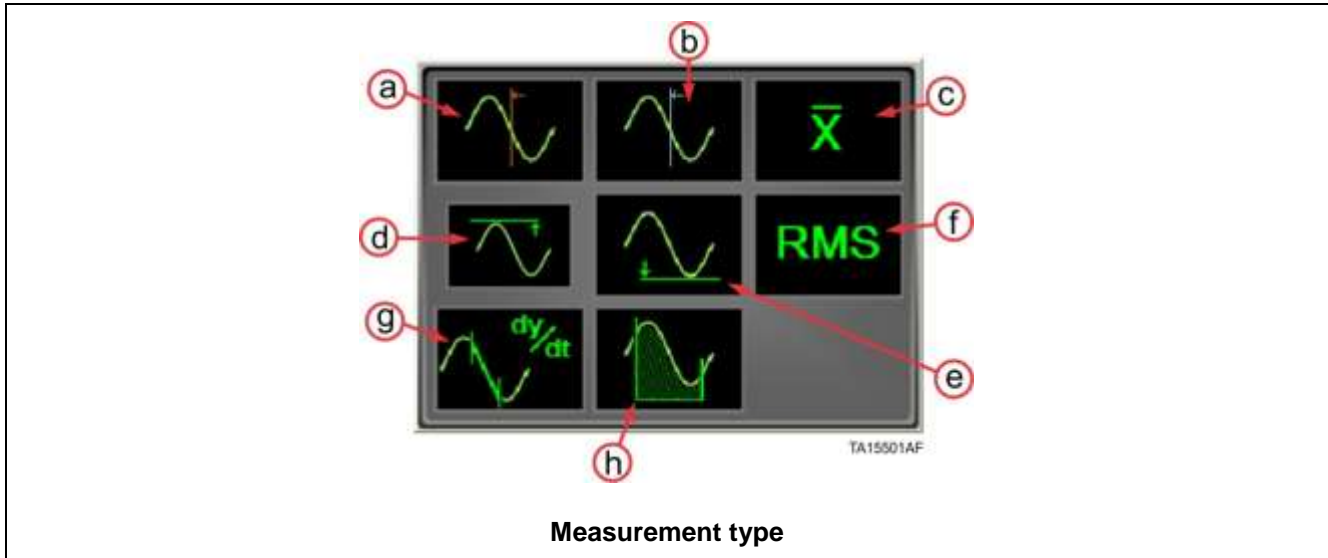 b
a
c
X̄
d
f
RMS
g
dy/dt
e
h
TA15501AF
Measurement type